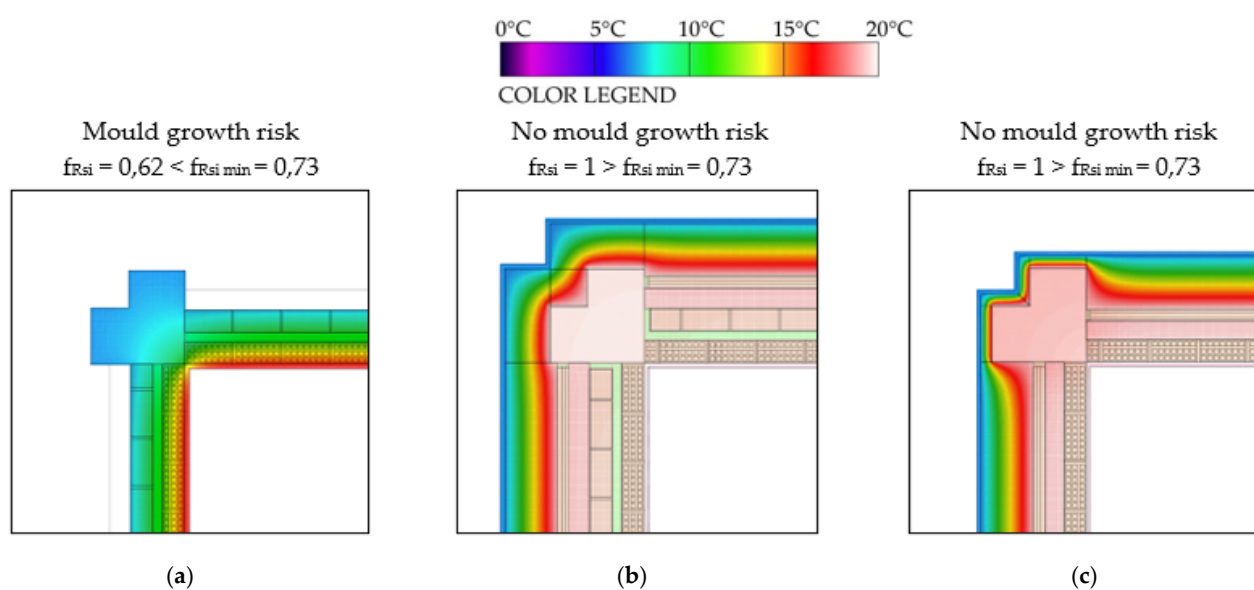 0°C 5°C 10°C 15°C 20°C
COLOR LEGEND
Mould growth risk
fRsi = 0,62 < fRsi min = 0,73
No mould growth risk
fRsi = 1 > fRsi min = 0,73
No mould growth risk
fRsi = 1 > fRsi min = 0,73
(a) (b) (c)